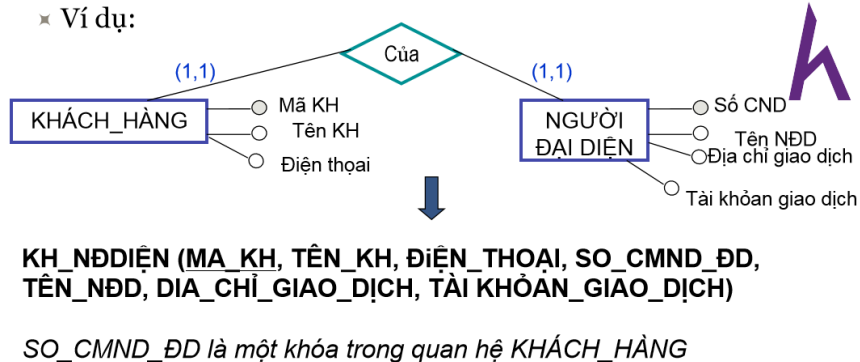 Ví dụ:
Của
(1,1)
(1,1)
KHÁCH_HÀNG
Mã KH
Tên KH
Điện thọai
NGƯỜI
ĐẠI DIỆN
Số CND
Tên NĐD
Địa chỉ giao dịch
Tài khỏan giao dịch
KH_NĐDIỆN (MA_KH, TÊN_KH, ĐiỆN_THOẠI, SO_CMND_ĐD,
TÊN_NĐD, DIA_CHỈ_GIAO_DỊCH, TÀI KHỎAN_GIAO_DỊCH)
SO_CMND_ĐD là một khóa trong quan hệ KHÁCH_HÀNG